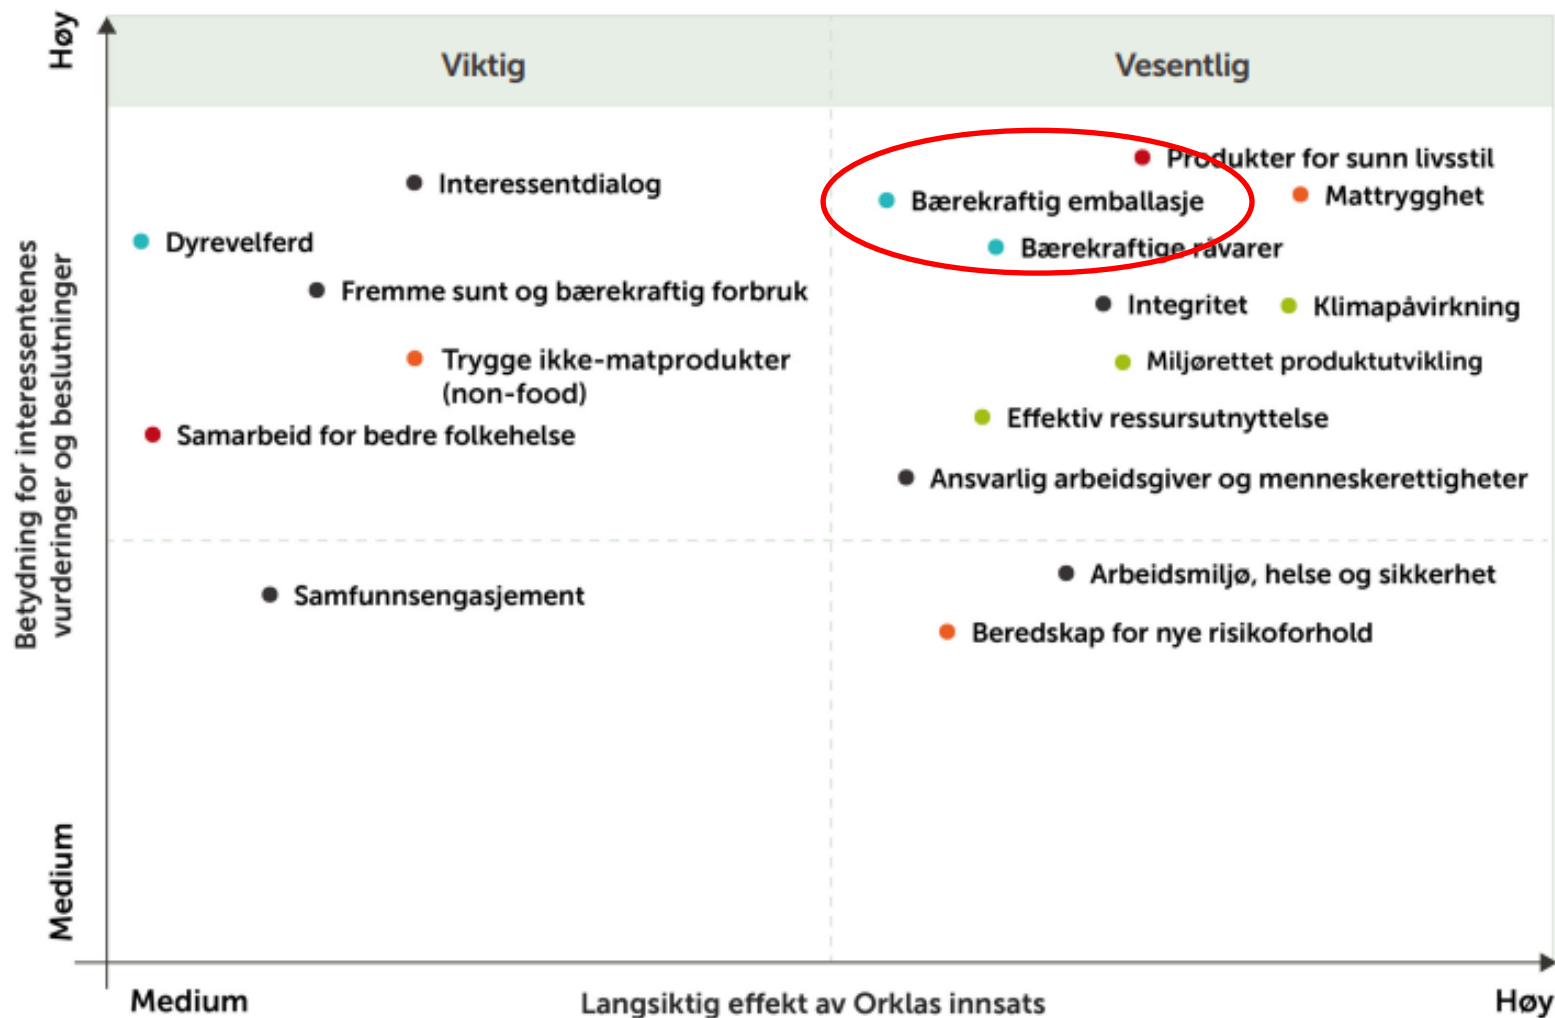 Høy
Viktig
Vesentlig
Produkter for sunn livsstil
Interessentdialog
Bærekraftig emballasje
Mattrygghet
Dyrevelferd
Bærekraftige råvarer
Fremme sunt og bærekraftig forbruk
Integritet
Klimapåvirkning
Trygge ikke-matprodukter
(non-food)
Miljørettet produktutvikling
Samarbeid for bedre folkehelse
Effektiv ressursutnyttelse
Ansvarlig arbeidsgiver og menneskerettigheter
Betydning for interessentenes
vurderinger og beslutninger
Samfunnsengasjement
Arbeidsmiljø, helse og sikkerhet
Beredskap for nye risikoforhold
Medium
Medium
Langsiktig effekt av Orklas innsats
Høy